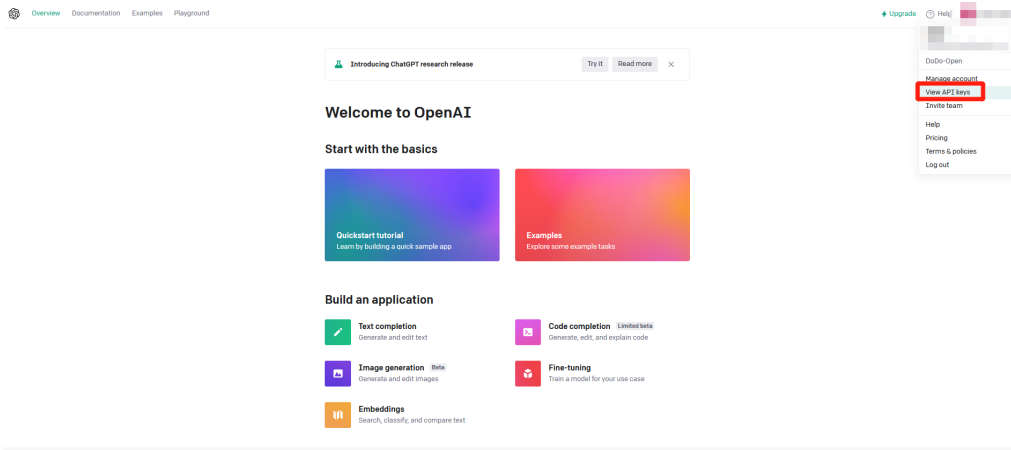 Overview Documentation Examples Playground
Upgrade Help
DoDo-Open
Manage account
View API keys
Invite team
Help
Pricing
Terms & policies
Log out
Introducing ChatGPT research release Try it Read more
Welcome to OpenAI
Start with the basics
Quickstart tutorial
Learn by building a quick sample app
Examples
Explore some example tasks
Build an application
Text completion
Generate and edit text
Code completion Limited beta
Generate, edit, and explain code
Image generation Beta
Generate and edit images
Fine-tuning
Train a model for your use case
Embeddings
Search, classify, and compare text